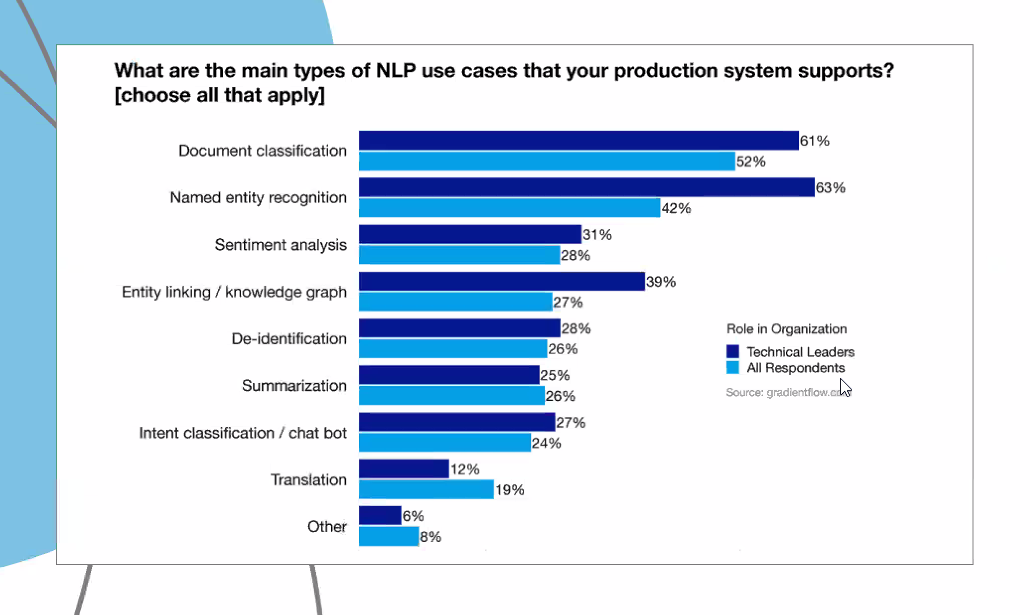 What are the main types of NLP use cases that your production system supports?
[choose all that apply]
Document classification
61%
52%
Named entity recognition
63%
42%
Sentiment analysis
31%
28%
Entity linking / knowledge graph
39%
27%
De-identification
28%
26%
Summarization
25%
26%
Intent classification / chat bot
27%
24%
Translation
12%
19%
Other
6%
8%
Role in Organization
Technical Leaders
All Respondents
Source: